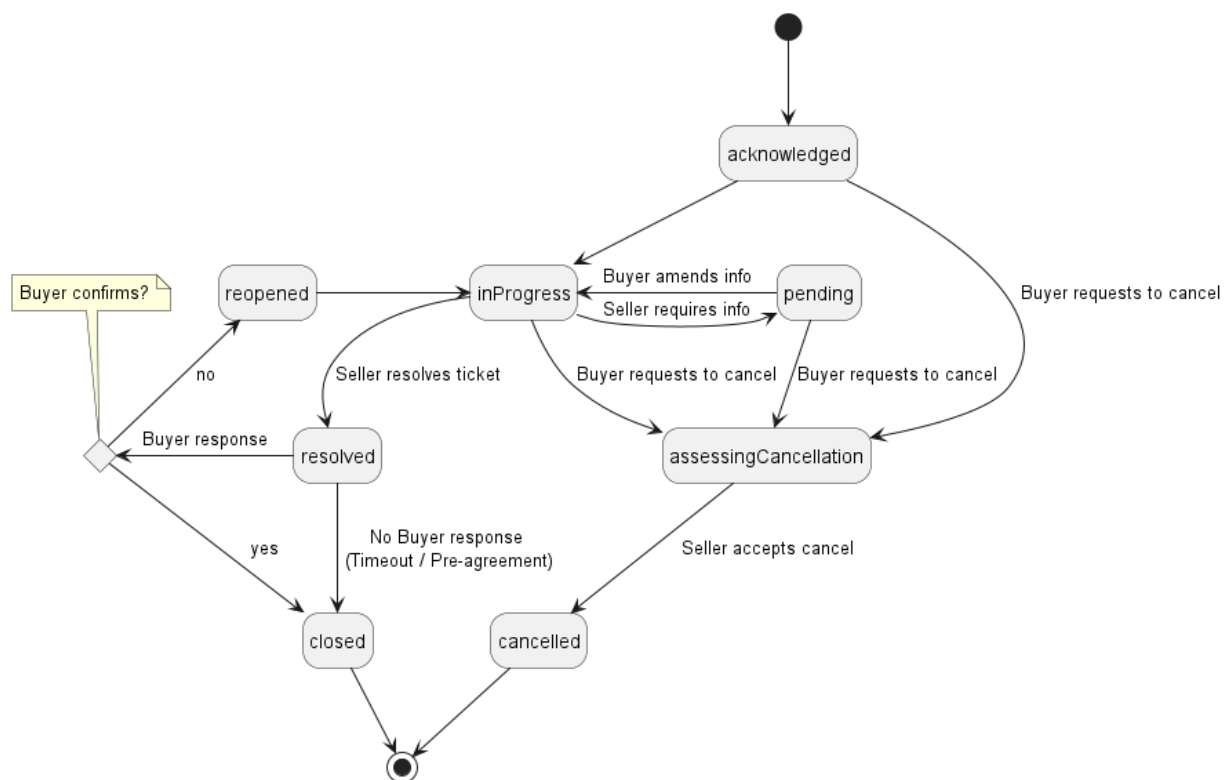 acknowledged
Buyer confirms?
reopened
inProgress
Buyer amends info
Seller requires info
pending
Buyer requests to cancel
no
Seller resolves ticket
Buyer requests to cancel
Buyer requests to cancel
Buyer response
resolved
assessingCancellation
yes
No Buyer response
(Timeout / Pre-agreement)
Seller accepts cancel
closed
cancelled